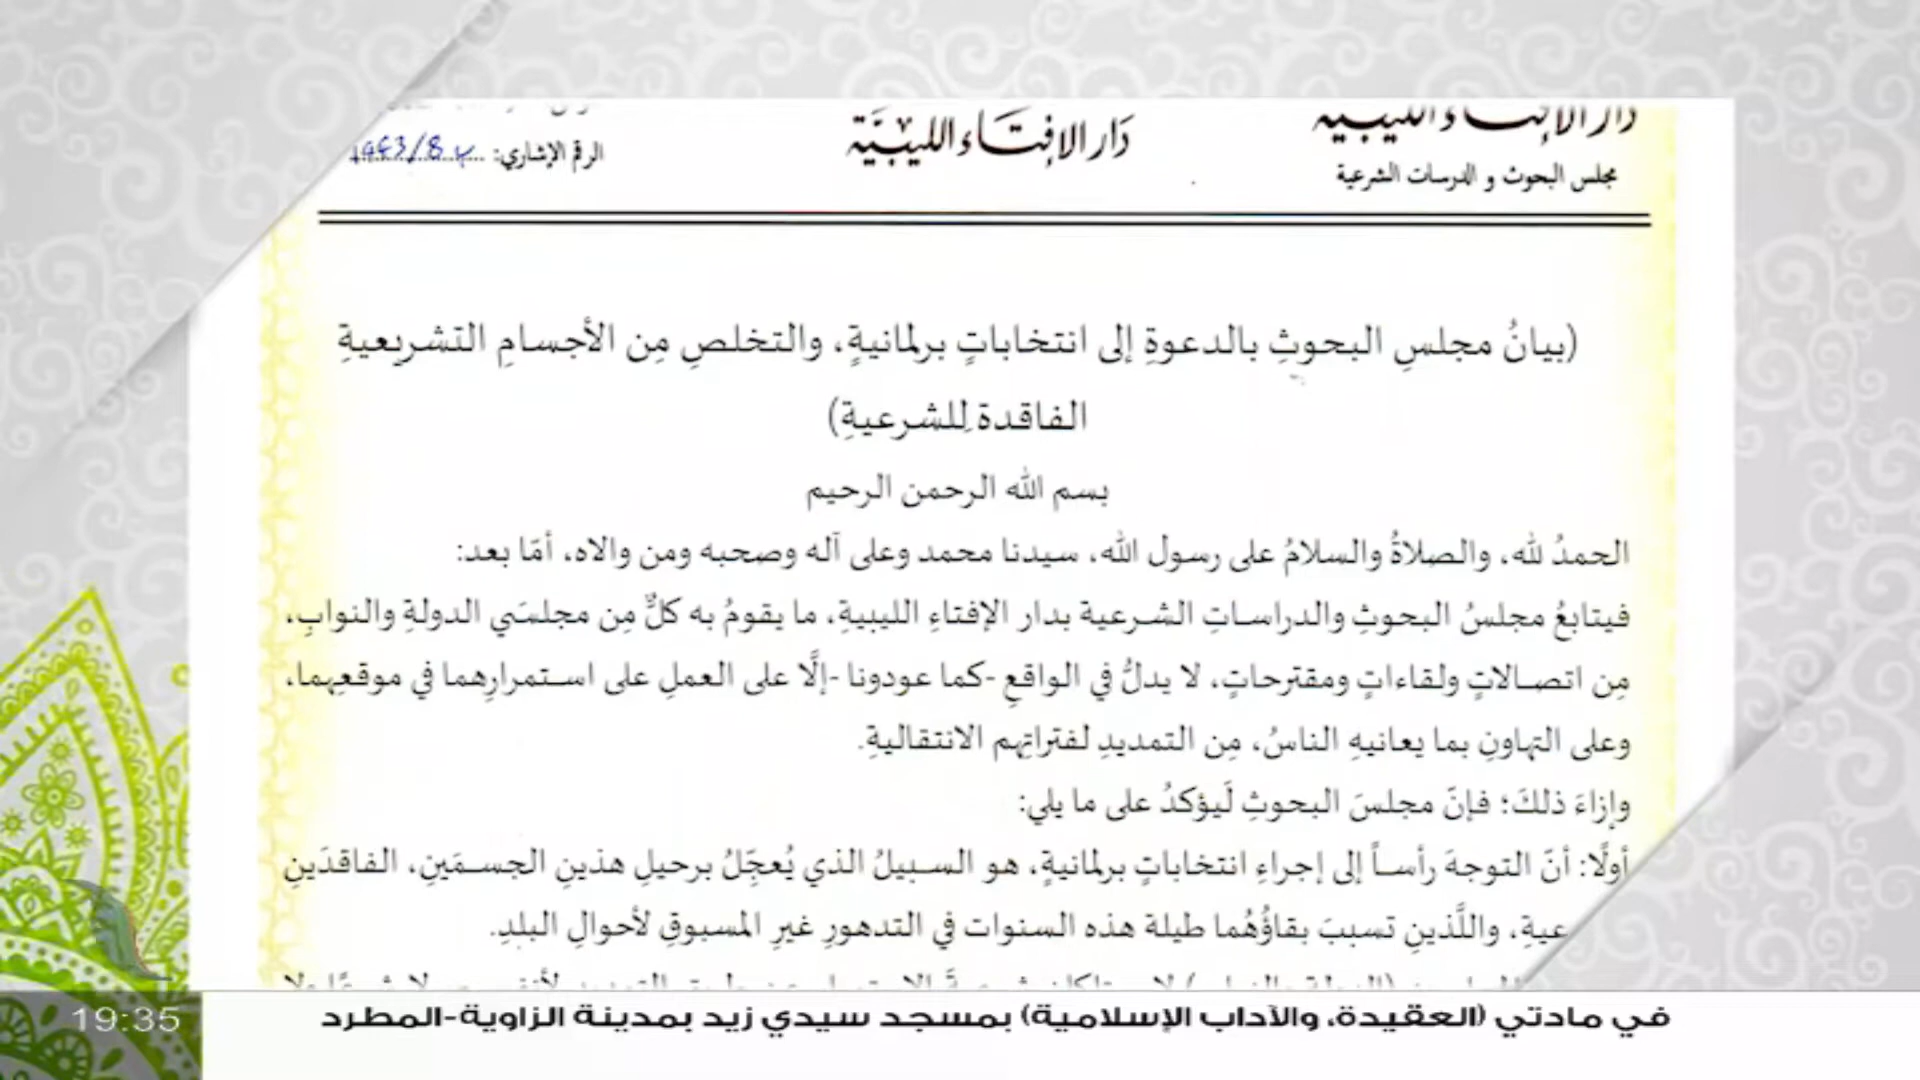 دار الإفتاء الليبية
مجلس البحوث و الدرسات الشرعية
دار الإفتاء الليبية
الرقم الإشاري:
(بيانُ مجلسِ البحوثِ بالدعوةِ إلى انتخاباتٍ برلمانيةٍ، والتخلصِ مِن الأجسامِ التشريعيةِ
الفاقدة لِلشرعيةِ)
بسم الله الرحمن الرحيم
الحمدُ لله، والصلاةُ والسلامُ على رسول الله، سيدنا محمد وعلى آله وصحبه ومن والاه، أمّا بعد:
فيتابعُ مجلسُ البحوثِ والدراساتِ الشرعية بدار الإفتاءِ الليبيةِ، ما يقومُ به كلٌّ مِن مجلسَي الدولةِ والنوابِ،
مِن اتصالاتٍ ولقاءاتٍ ومقترحاتٍ، لا يدلُّ في الواقعِ -كما عودونا -إلَّا على العملِ على استمرارِهما في موقعِهما،
وعلى التهاونِ بما يعانيهِ الناسُ، مِن التمديدِ لفتراتِهم الانتقاليةِ.
وإزاءَ ذلكَ؛ فإنَ مجلسَ البحوثِ لَيؤكدُ على ما يلي:
أولًا: أنَ التوجهَ رأساً إلى إجراءِ انتخاباتٍ برلمانيةٍ، هو السبيلُ الذي يُعجِّلُ برحيلِ هذينِ الجسمَينِ، الفاقدَينِ
عيةِ، واللَّذينِ تسببَ بقاؤُهُما طيلة هذه السنوات في التدهورِ غيرِ المسبوقِ لأحوالِ البلدِ.
في مادتي (العقيدة، والآداب الإسلامية) بمسجد سيدي زيد بمدينة الزاوية-المطرد
19:35